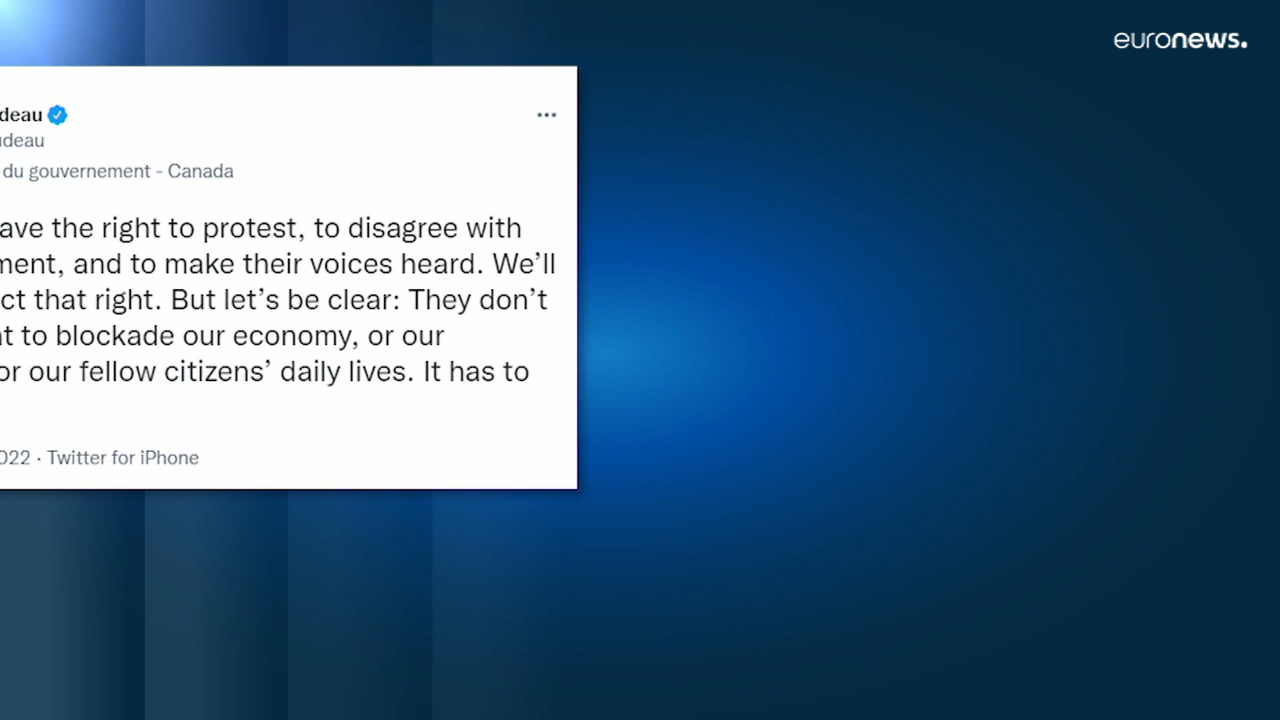 euronews.
deau
udeau
du gouvernement - Canada
ave the right to protest, to disagree with
ment, and to make their voices heard. We’ll
ct that right. But let’s be clear: They don’t
t to blockade our economy, or our
or our fellow citizens’ daily lives. It has to
022 · Twitter for iPhone